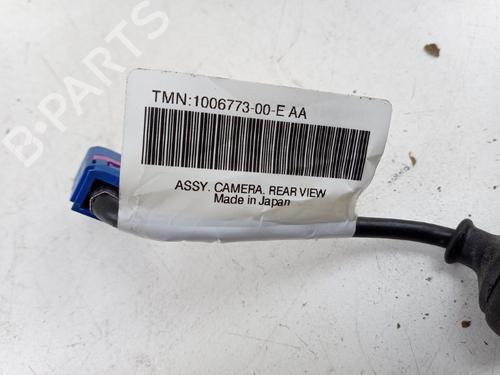 B-PARTS
TMN:1006773-00-E AA
ASSY. CAMERA. REAR VIEW
Made in Japan